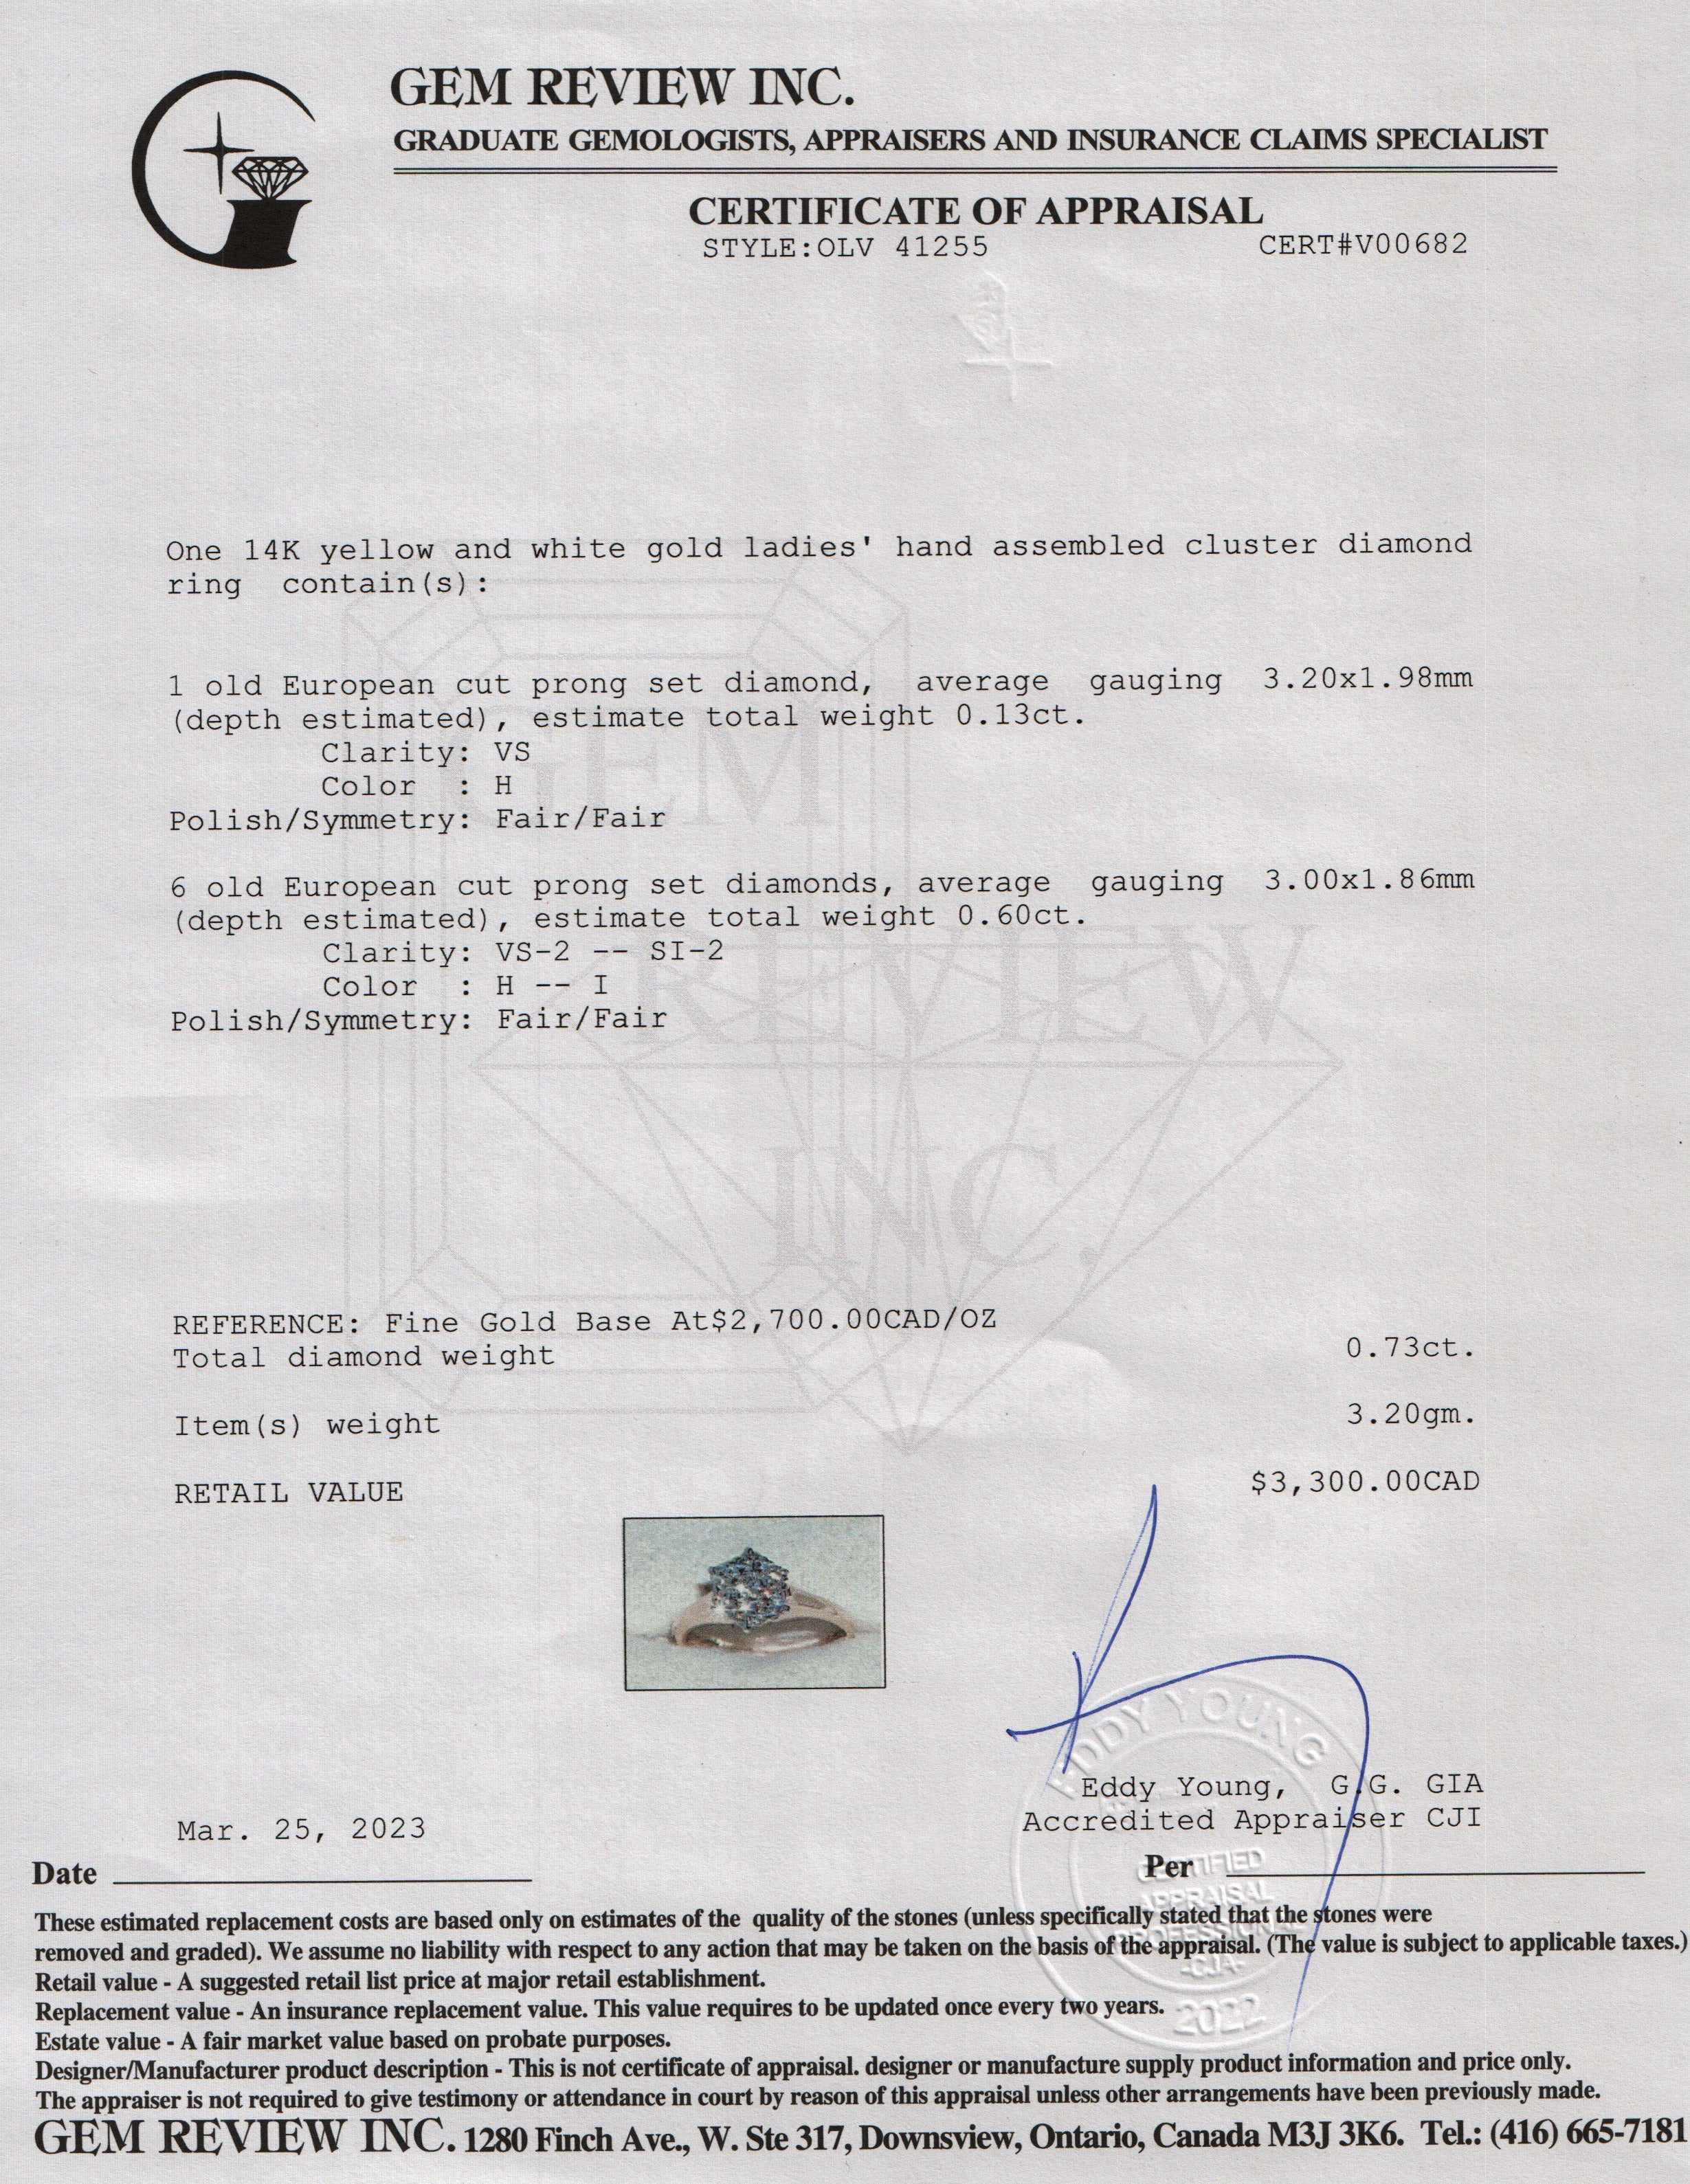 GEM REVIEW INC.
GRADUATE GEMOLOGISTS, APPRAISERS AND INSURANCE CLAIMS SPECIALIST
CERTIFICATE OF APPRAISAL
STYLE:OLV 41255 CERT#V00682
One 14K yellow and white gold ladies' hand assembled cluster diamond
ring contain(s):
1 old European cut prong set diamond, average gauging 3.20x1.98mm
(depth estimated), estimate total weight 0.13ct.
Clarity: VS
Color : H
Polish/Symmetry: Fair/Fair
6 old European cut prong set diamonds, average gauging 3.00x1.86mm
(depth estimated), estimate total weight 0.60ct.
Clarity: VS-2 -- SI-2
Color : H -- I
Polish/Symmetry: Fair/Fair
GEM
REVIEW
INC.
REFERENCE: Fine Gold Base At$2,700.00CAD/OZ
Total diamond weight 0.73ct.
Item(s) weight 3.20gm.
RETAIL VALUE $3,300.00CAD
EDDY YOUNG
Eddy Young, G.G. GIA
Accredited Appraiser CJI
Mar. 25, 2023
Date
Per
CERTIFIED
APPRAISAL
PROFESSIONAL
-CJA-
2022
These estimated replacement costs are based only on estimates of the quality of the stones (unless specifically stated that the stones were
removed and graded). We assume no liability with respect to any action that may be taken on the basis of the appraisal. (The value is subject to applicable taxes.)
Retail value - A suggested retail list price at major retail establishment.
Replacement value - An insurance replacement value. This value requires to be updated once every two years.
Estate value - A fair market value based on probate purposes.
Designer/Manufacturer product description - This is not certificate of appraisal. designer or manufacture supply product information and price only.
The appraiser is not required to give testimony or attendance in court by reason of this appraisal unless other arrangements have been previously made.
GEM REVIEW INC. 1280 Finch Ave., W. Ste 317, Downsview, Ontario, Canada M3J 3K6. Tel.: (416) 665-7181